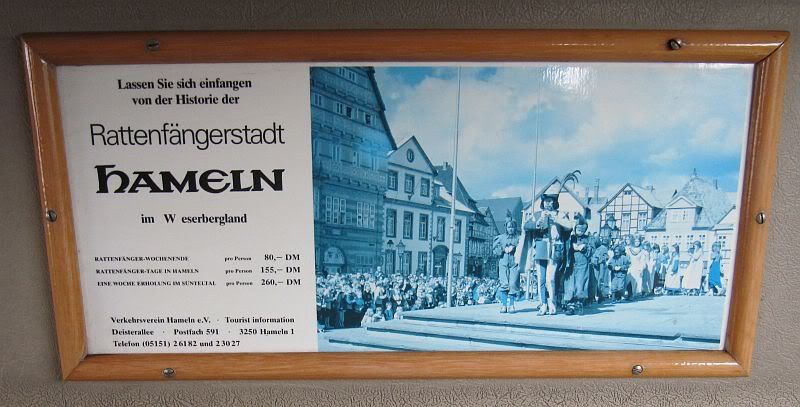 Lassen Sie sich einfangen
von der Historie der
Rattenfängerstadt
HAMELN
im W eserbergland
RATTENFÄNGER-WOCHENENDE pro Person 80,– DM
RATTENFÄNGER-TAGE IN HAMELN pro Person 155,– DM
EINE WOCHE ERHOLUNG IM SÜNTELTAL pro Person 260,– DM
Verkehrsverein Hameln e.V. · Tourist information
Deisterallee · Postfach 591 · 3250 Hameln 1
Telefon (05151) 26182 und 23027